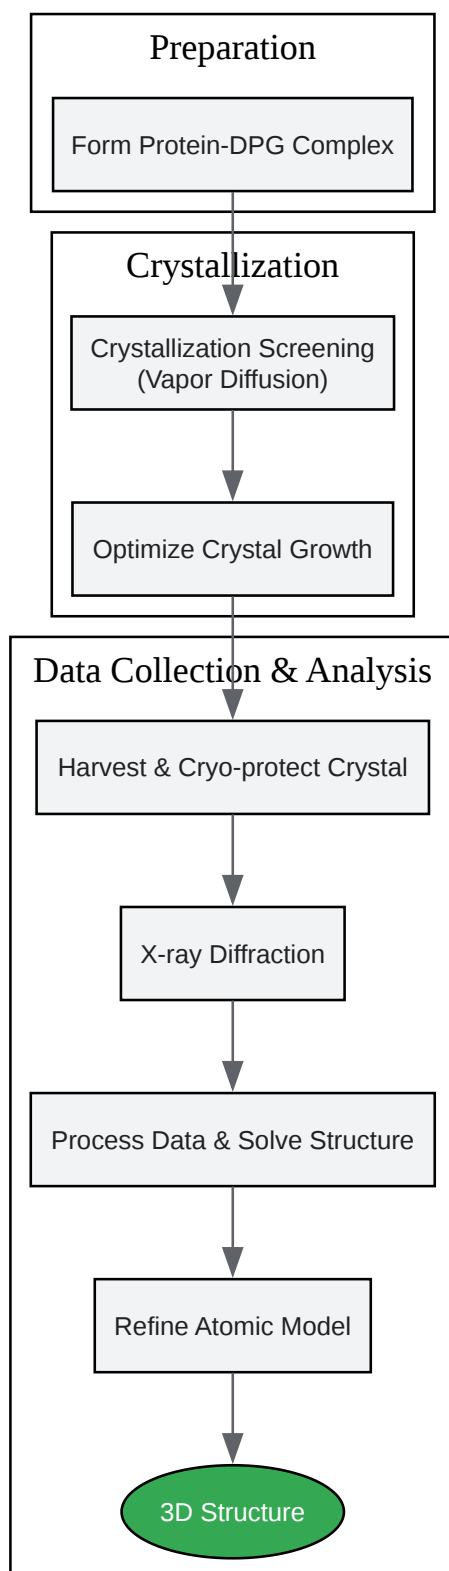 Preparation
Form Protein-DPG Complex
Crystallization
Crystallization Screening
(Vapor Diffusion)
Optimize Crystal Growth
Data Collection & Analysis
Harvest & Cryo-protect Crystal
X-ray Diffraction
Process Data & Solve Structure
Refine Atomic Model
3D Structure